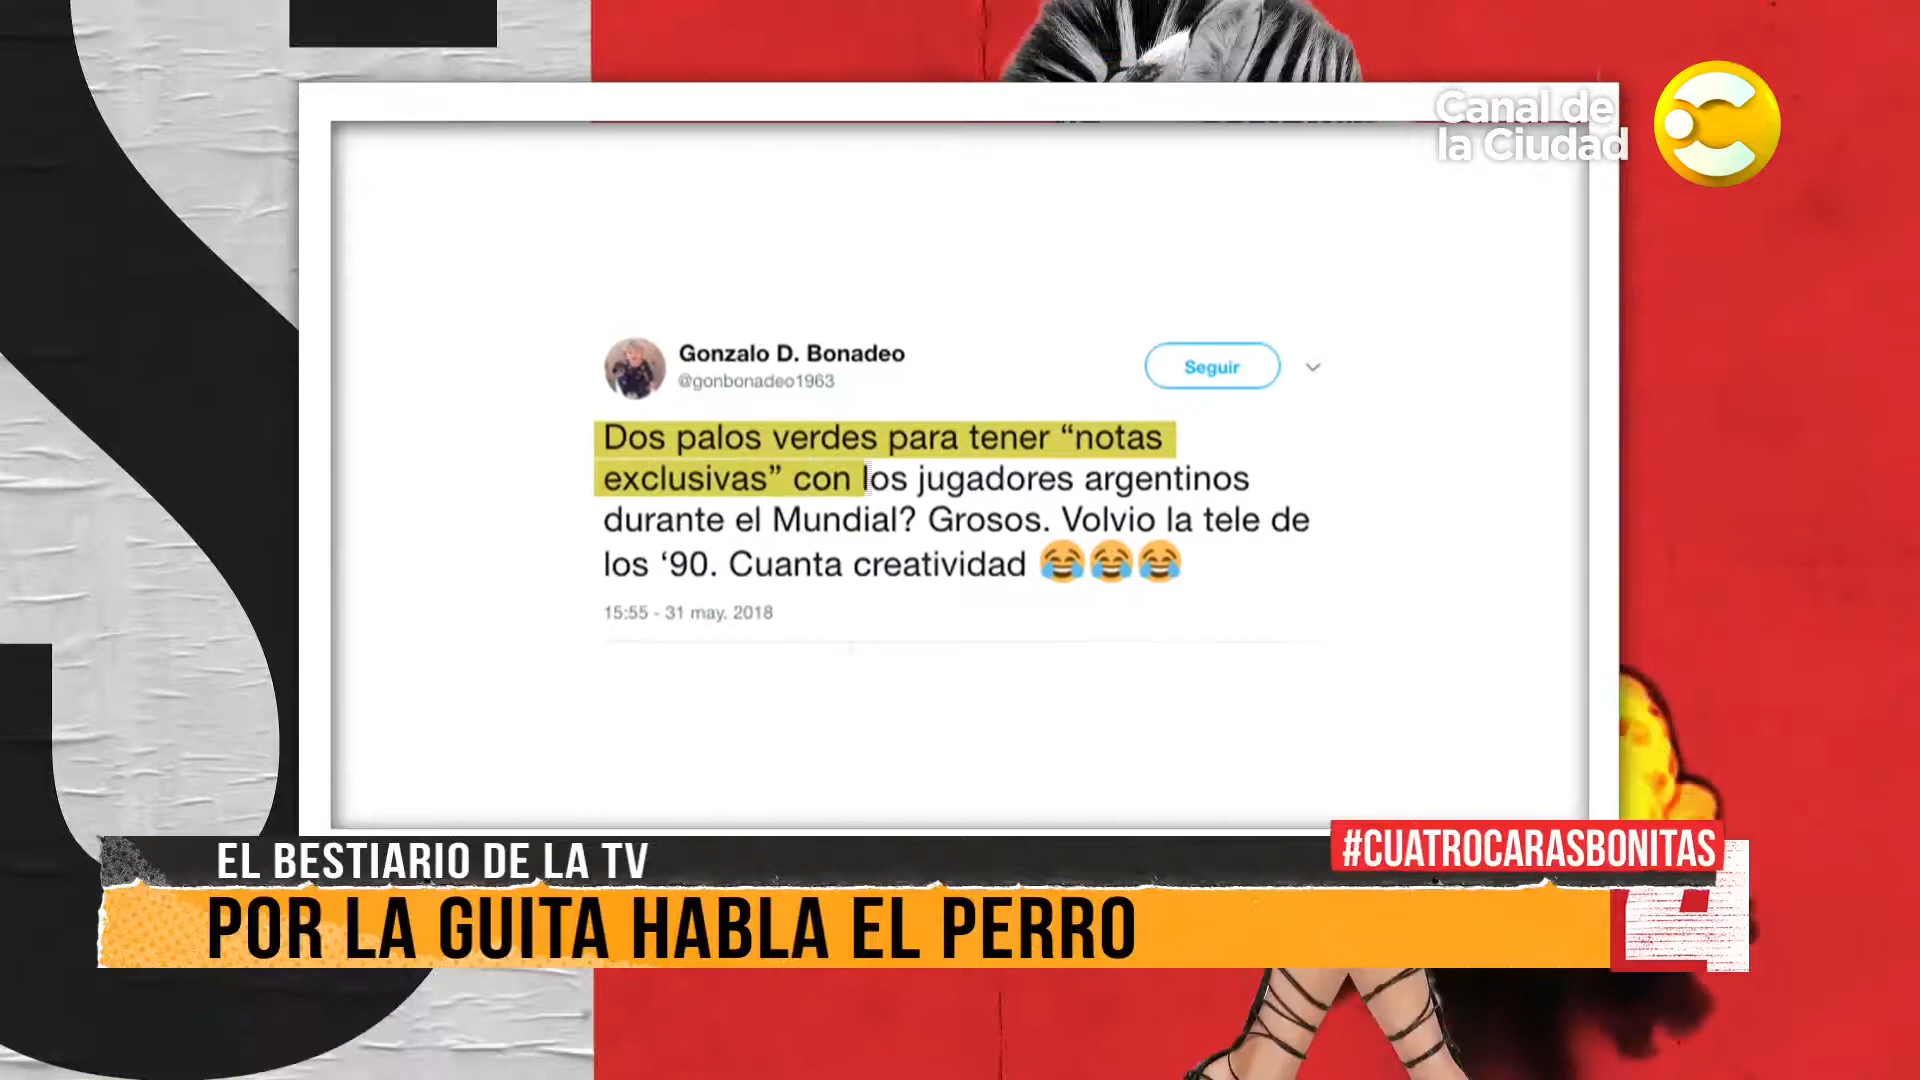 Canal de
la Ciudad
Gonzalo D. Bonadeo
@gonbonadeo1963
Seguir
Dos palos verdes para tener “notas
exclusivas” con los jugadores argentinos
durante el Mundial? Grosos. Volvio la tele de
los ‘90. Cuanta creatividad 😂😂😂
15:55 - 31 may. 2018
#CUATROCARASBONITAS
EL BESTIARIO DE LA TV
POR LA GUITA HABLA EL PERRO